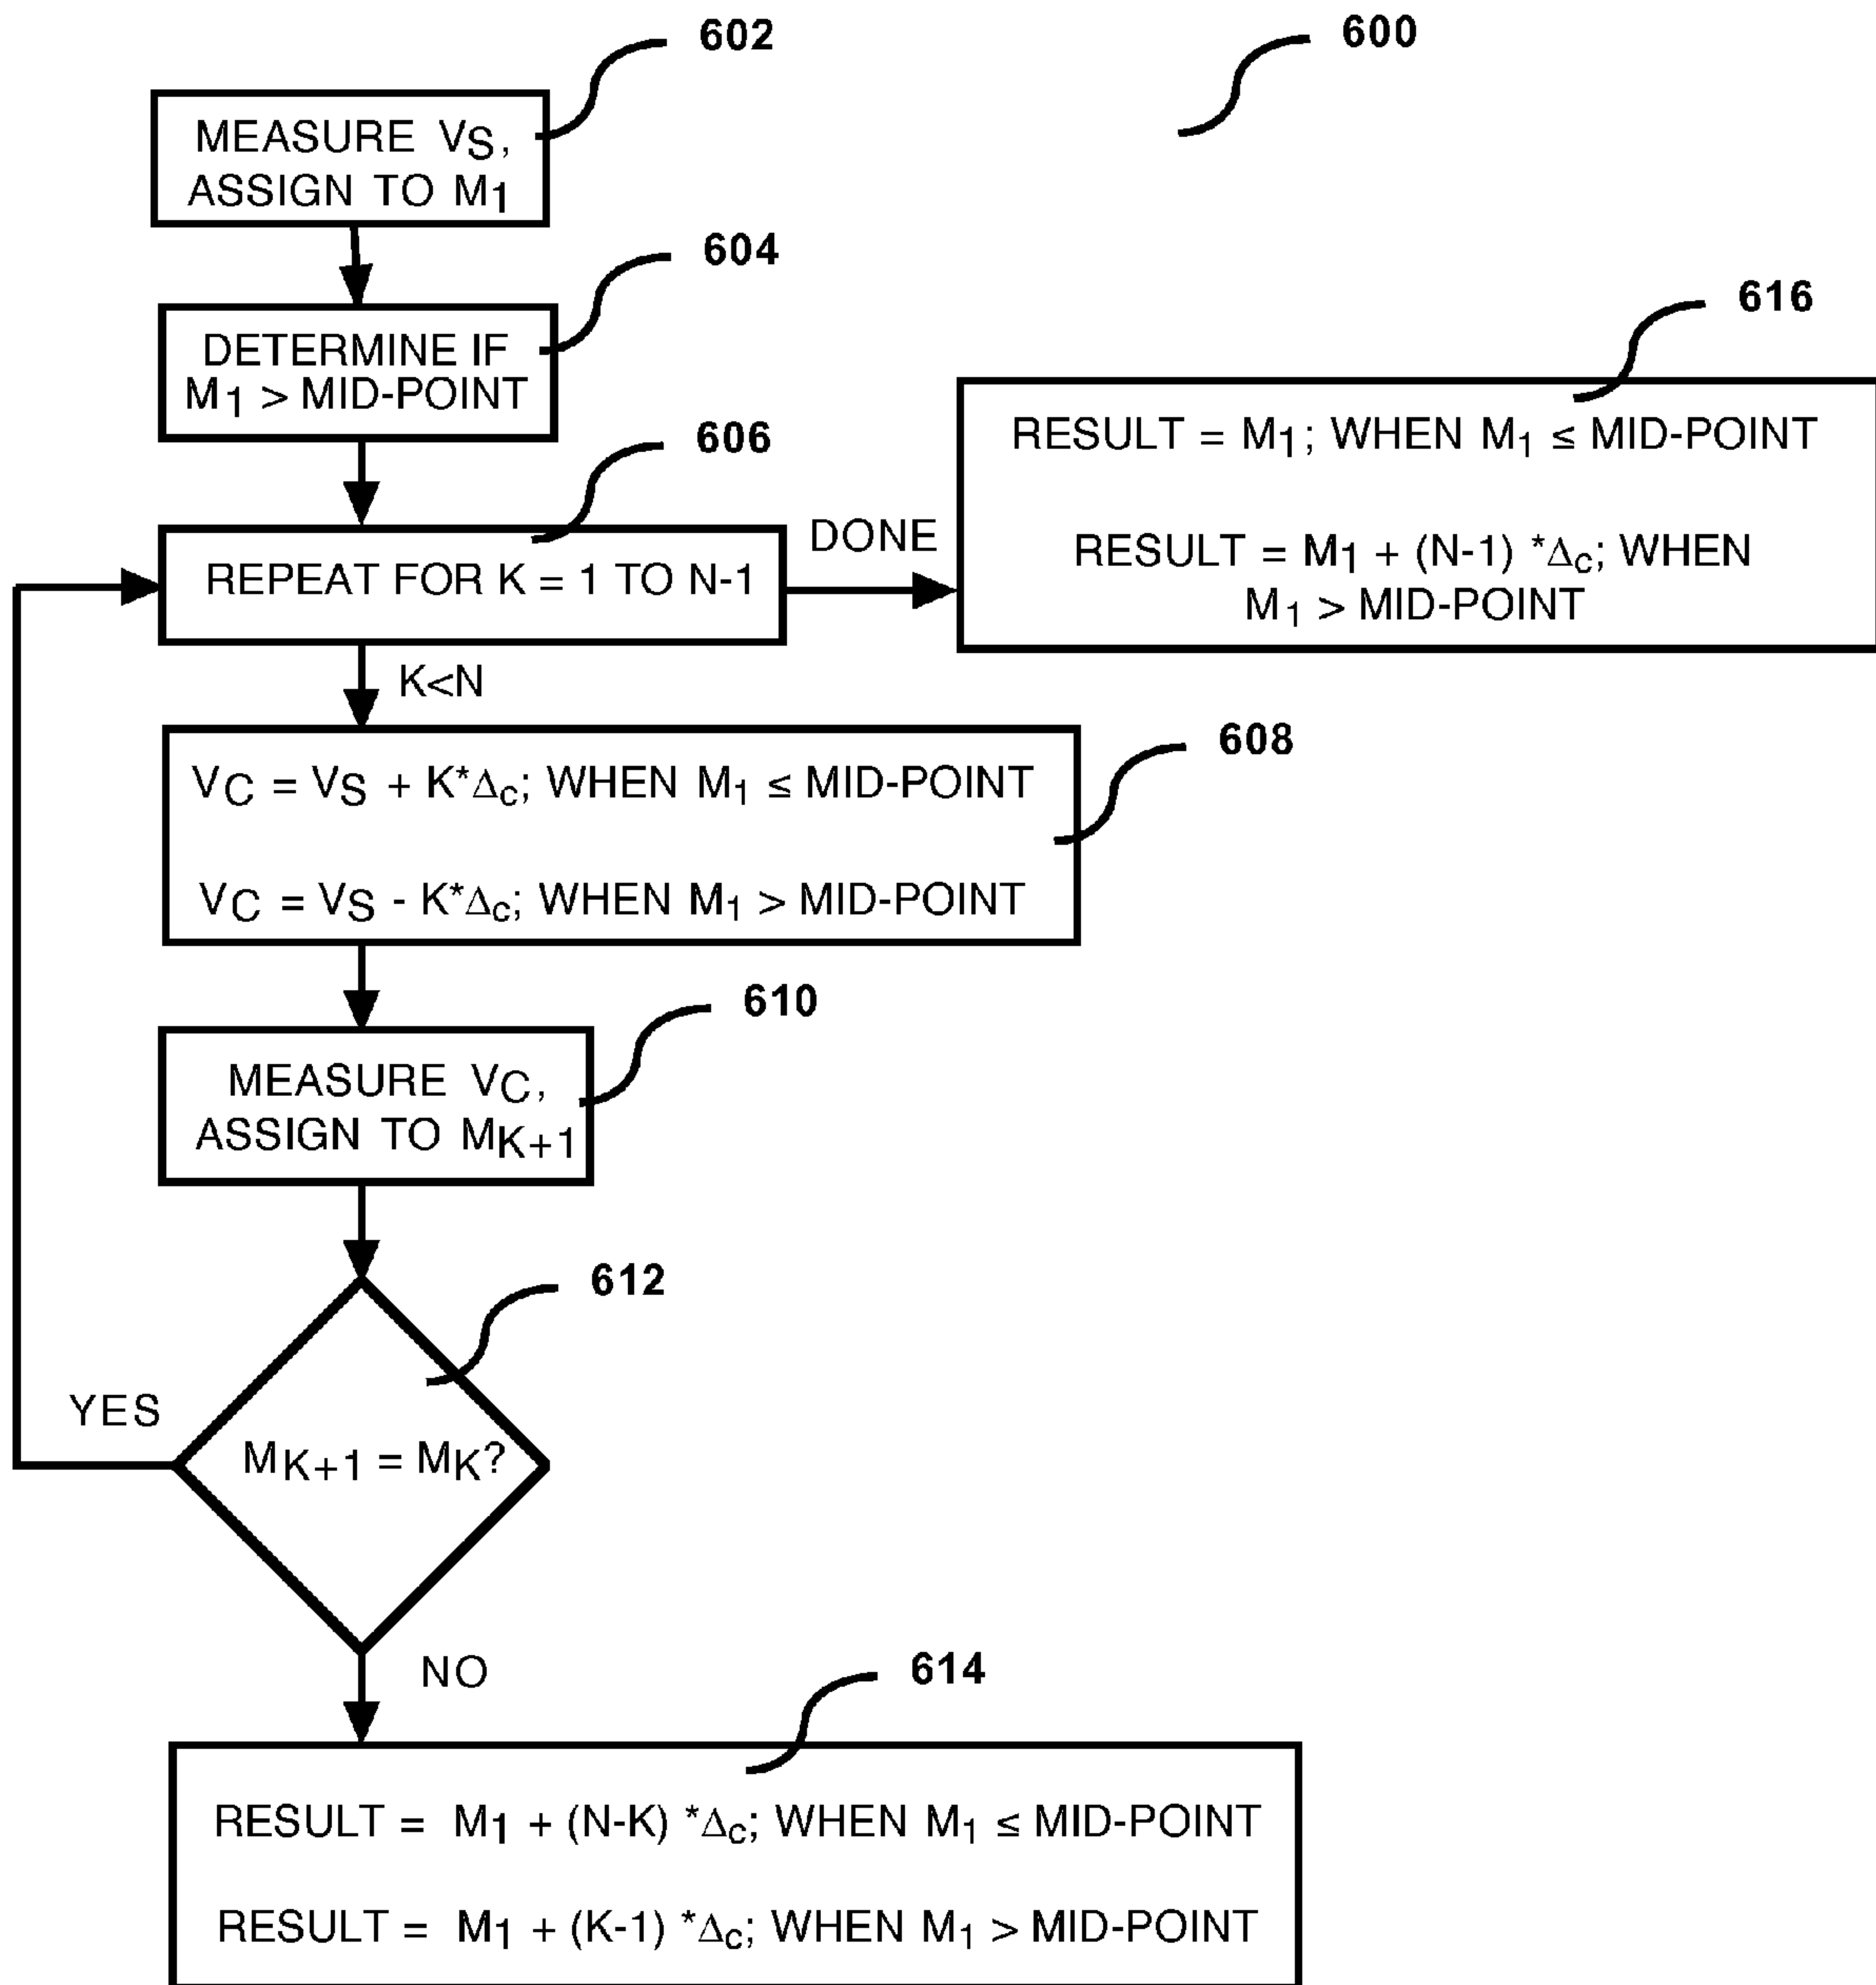 602
600
MEASURE VS,
ASSIGN TO M1
604
DETERMINE IF
M1 > MID-POINT
616
RESULT = M1; WHEN M1 ≤ MID-POINT
RESULT = M1 + (N-1) *Δc; WHEN
M1 > MID-POINT
606
DONE
REPEAT FOR K = 1 TO N-1
K<N
608
VC = VS + K*Δc; WHEN M1 ≤ MID-POINT
VC = VS - K*Δc; WHEN M1 > MID-POINT
610
MEASURE VC,
ASSIGN TO MK+1
612
YES
MK+1 = MK?
NO
614
RESULT = M1 + (N-K) *Δc; WHEN M1 ≤ MID-POINT
RESULT = M1 + (K-1) *Δc; WHEN M1 > MID-POINT